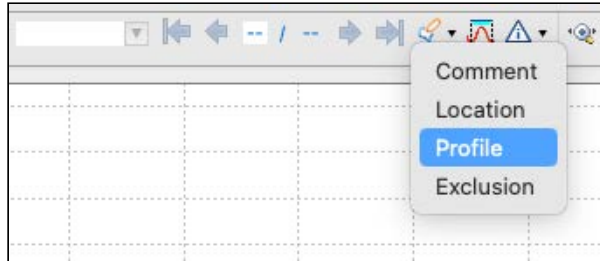 -- / --
Comment
Location
Profile
Exclusion